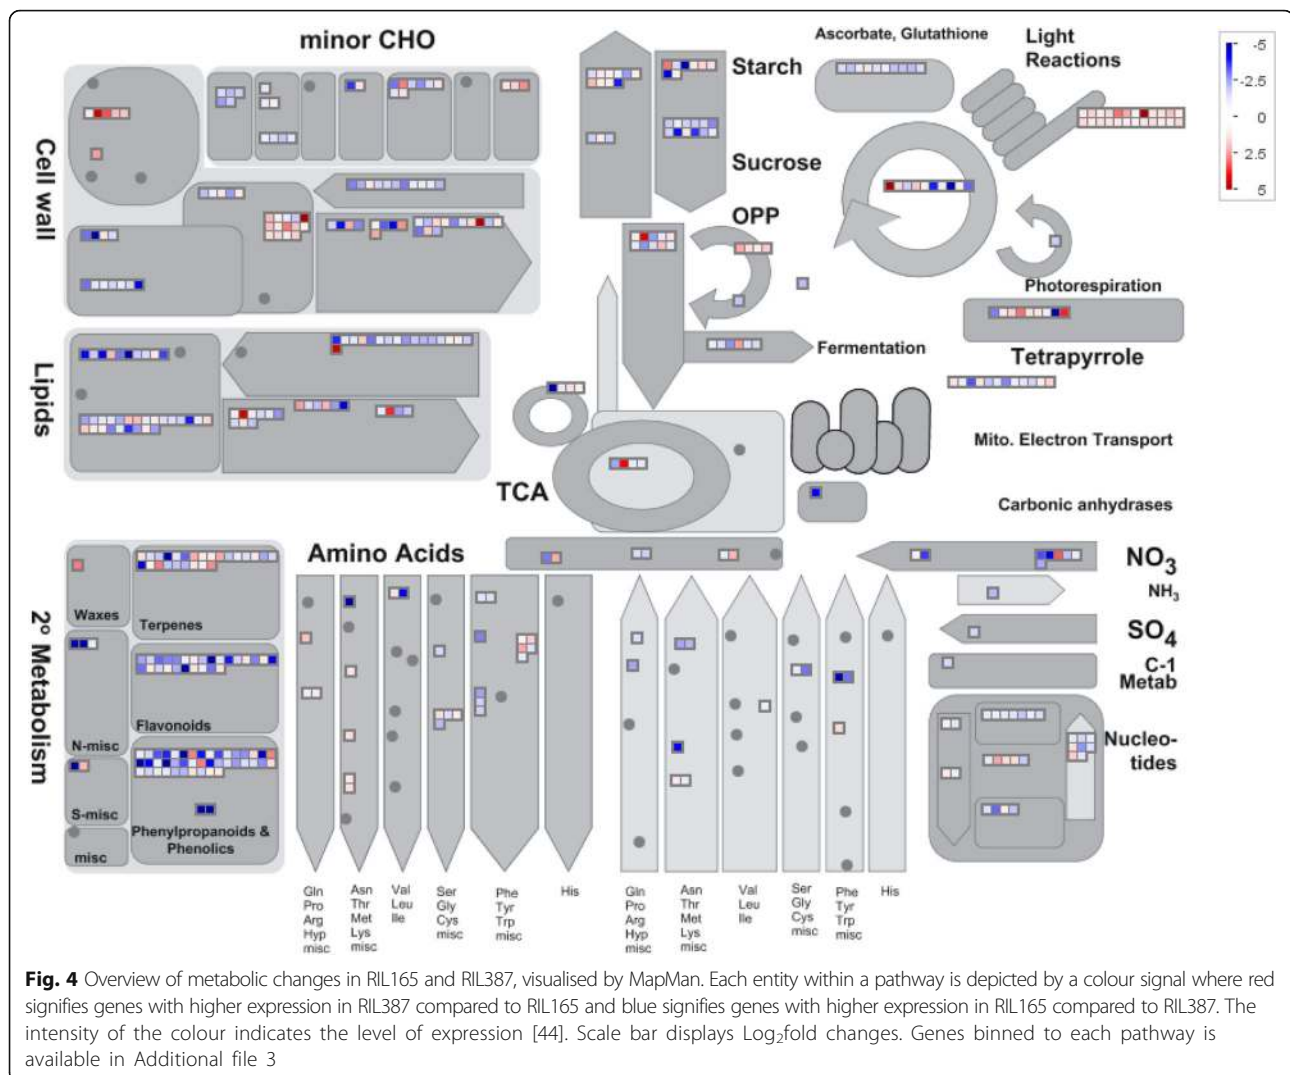 minor CHO
Cell wall
Lipids
2º Metabolism
Starch
Sucrose
OPP
Ascorbate, Glutathione
Light
Reactions
-5
-2.5
0
2.5
5
Photorespiration
Tetrapyrrole
Fermentation
Mito. Electron Transport
Carbonic anhydrases
TCA
Amino Acids
Waxes
Terpenes
N-misc
Flavonoids
S-misc
misc
Phenylpropanoids &
Phenolics
NO3
NH3
SO4
C-1
Metab
Nucleo-
tides
Gln
Pro
Arg
Hyp
misc
Asn
Thr
Met
Lys
misc
Val
Leu
Ile
Ser
Gly
Cys
misc
Phe
Tyr
Trp
misc
His
Gln
Pro
Arg
Hyp
misc
Asn
Thr
Met
Lys
misc
Val
Leu
Ile
Ser
Gly
Cys
misc
Phe
Tyr
Trp
misc
His
Fig. 4 Overview of metabolic changes in RIL165 and RIL387, visualised by MapMan. Each entity within a pathway is depicted by a colour signal where red
signifies genes with higher expression in RIL387 compared to RIL165 and blue signifies genes with higher expression in RIL165 compared to RIL387. The
intensity of the colour indicates the level of expression [44]. Scale bar displays Log2fold changes. Genes binned to each pathway is
available in Additional file 3